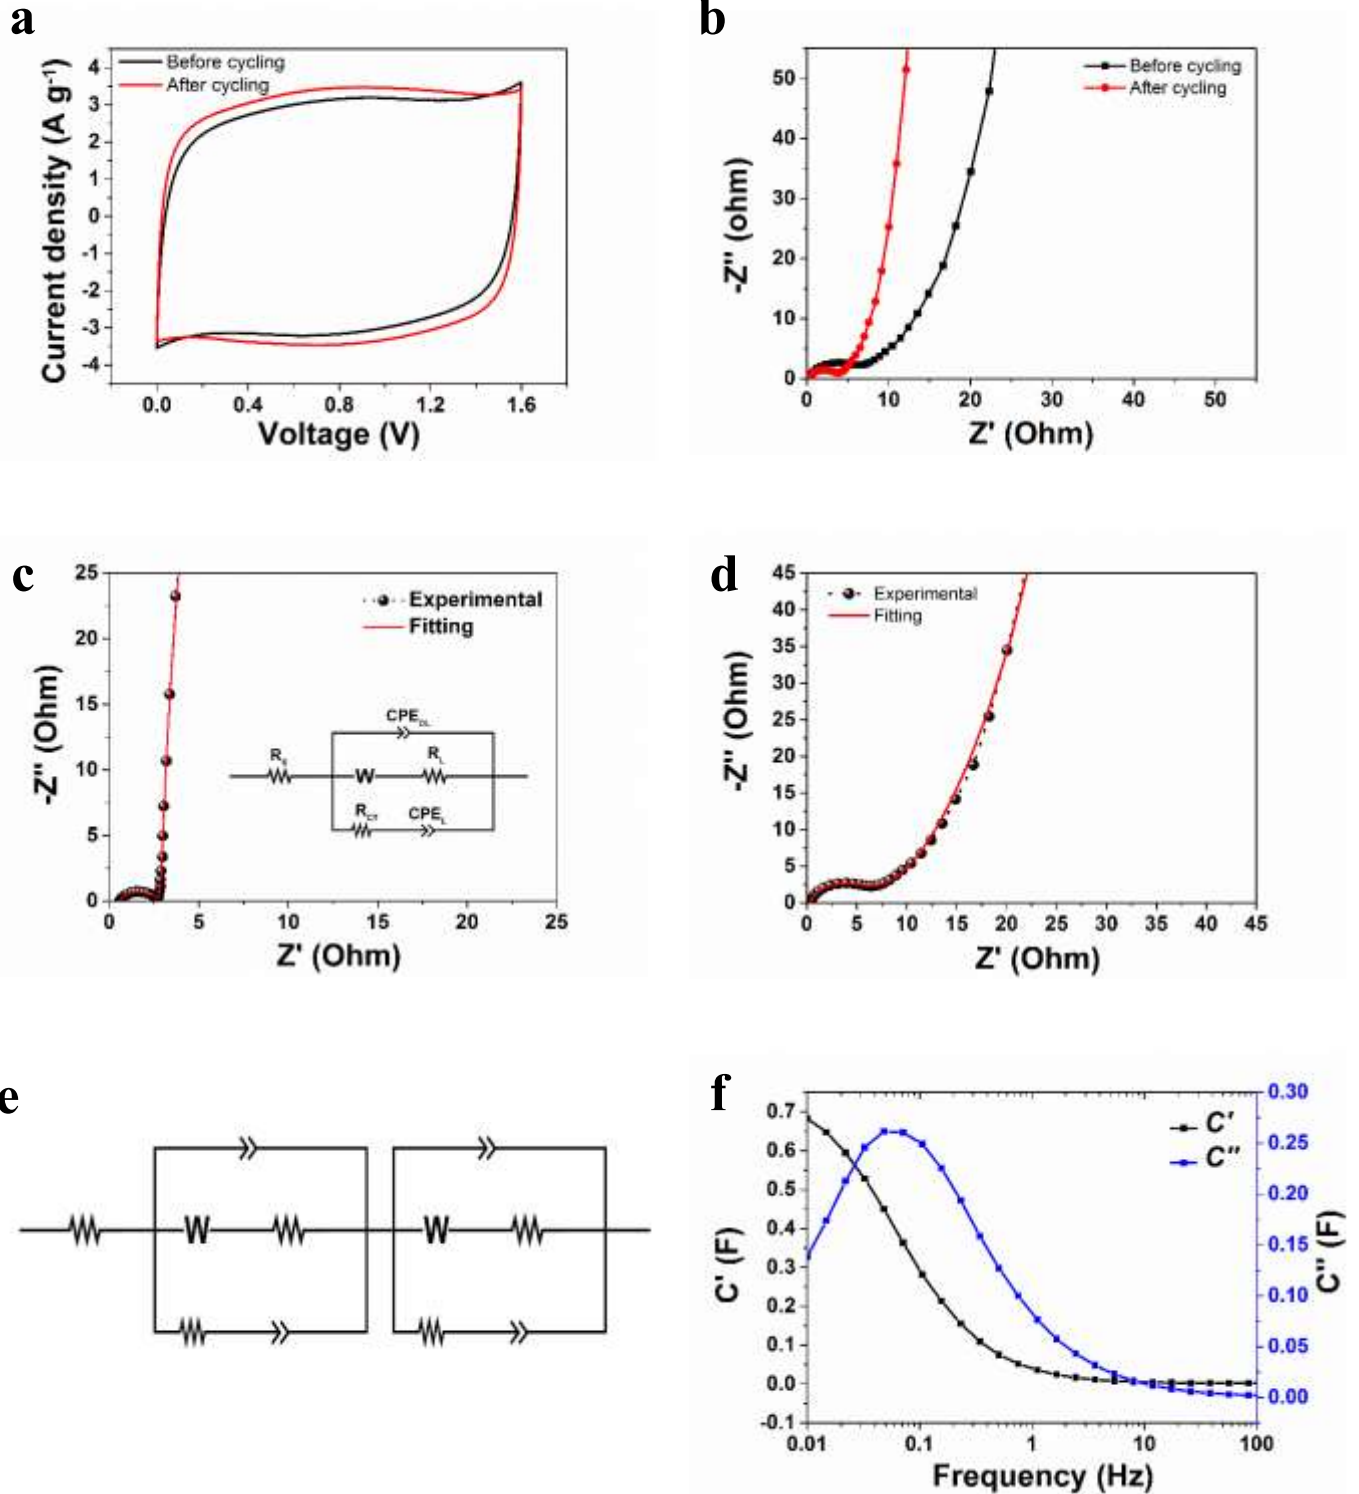 a
Before cycling
After cycling
Current density (A g⁻¹)
4
3
2
1
0
-1
-2
-3
-4
0.0 0.4 0.8 1.2 1.6
Voltage (V)
b
Before cycling
After cycling
-Z'' (ohm)
50
40
30
20
10
0
0 10 20 30 40 50
Z' (Ohm)
c
Experimental
Fitting
-Z'' (Ohm)
25
20
15
10
5
0
CPE_DL
R_S
W
R_L
R_CT
CPE_L
0 5 10 15 20 25
Z' (Ohm)
d
Experimental
Fitting
-Z'' (Ohm)
45
40
35
30
25
20
15
10
5
0
0 5 10 15 20 25 30 35 40 45
Z' (Ohm)
e
W W
f
C'
C''
C' (F)
0.7
0.6
0.5
0.4
0.3
0.2
0.1
0.0
-0.1
0.30
0.25
0.20
0.15
0.10
0.05
0.00
C'' (F)
0.01 0.1 1 10 100
Frequency (Hz)